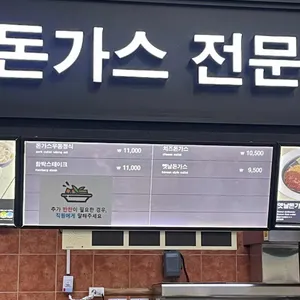 돈가스 전문
돈가스우동정식
₩ 11,000
함박스테이크
₩ 11,000
치즈돈가스
₩ 10,500
옛날돈가스
₩ 9,500
추가 반찬이 필요한 경우,
직원에게 말해주세요